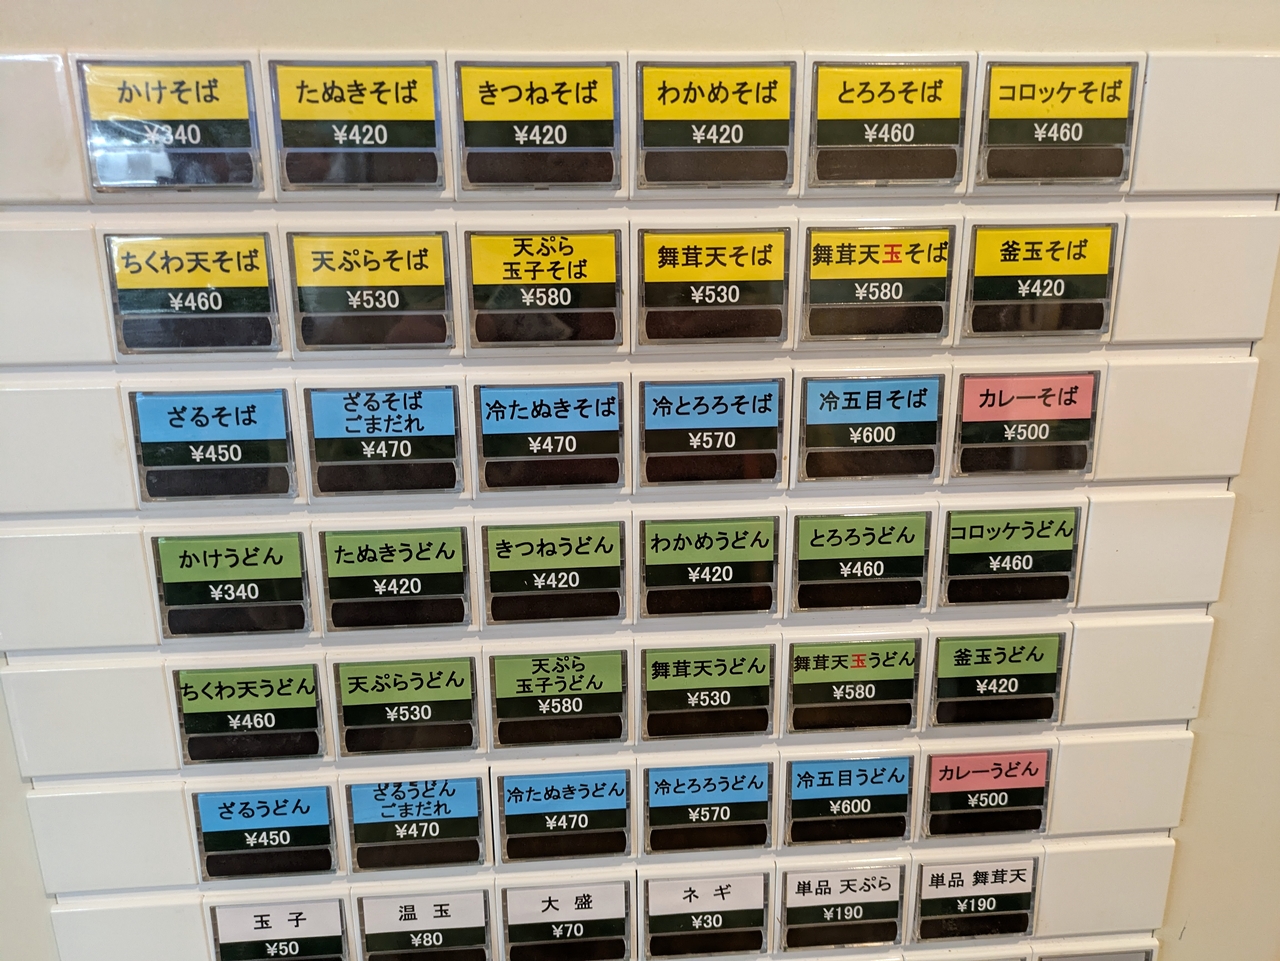 かけそば
¥340
たぬきそば
¥420
きつねそば
¥420
わかめそば
¥420
とろろそば
¥460
コロッケそば
¥460
ちくわ天そば
¥460
天ぷらそば
¥530
天ぷら
玉子そば
¥580
舞茸天そば
¥530
舞茸天玉そば
¥580
釜玉そば
¥420
ざるそば
¥450
ざるそば
ごまだれ
¥470
冷たぬきそば
¥470
冷とろろそば
¥570
冷五目そば
¥600
カレーそば
¥500
かけうどん
¥340
たぬきうどん
¥420
きつねうどん
¥420
わかめうどん
¥420
とろろうどん
¥460
コロッケうどん
¥460
ちくわ天うどん
¥460
天ぷらうどん
¥530
天ぷら
玉子うどん
¥580
舞茸天うどん
¥530
舞茸天玉うどん
¥580
釜玉うどん
¥420
ざるうどん
¥450
ざるうどん
ごまだれ
¥470
冷たぬきうどん
¥470
冷とろろうどん
¥570
冷五目うどん
¥600
カレーうどん
¥500
玉子
¥50
温玉
¥80
大盛
¥70
ネギ
¥30
単品 天ぷら
¥190
単品 舞茸天
¥190